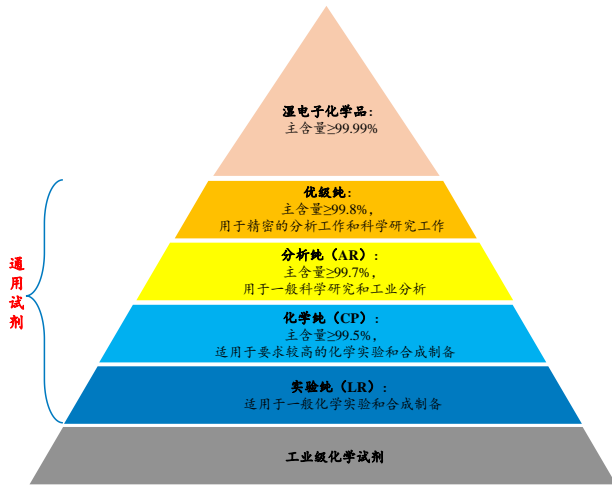 湿电子化学品：
主含量≥99.99%
优级纯：
主含量≥99.8%，
用于精密的分析工作和科学研究工作
分析纯（AR）：
主含量≥99.7%，
用于一般科学研究和工业分析
通用试剂
化学纯（CP）：
主含量≥99.5%，
适用于要求较高的化学实验和合成制备
实验纯（LR）：
适用于一般化学实验和合成制备
工业级化学试剂